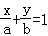 x/a + y/b = 1